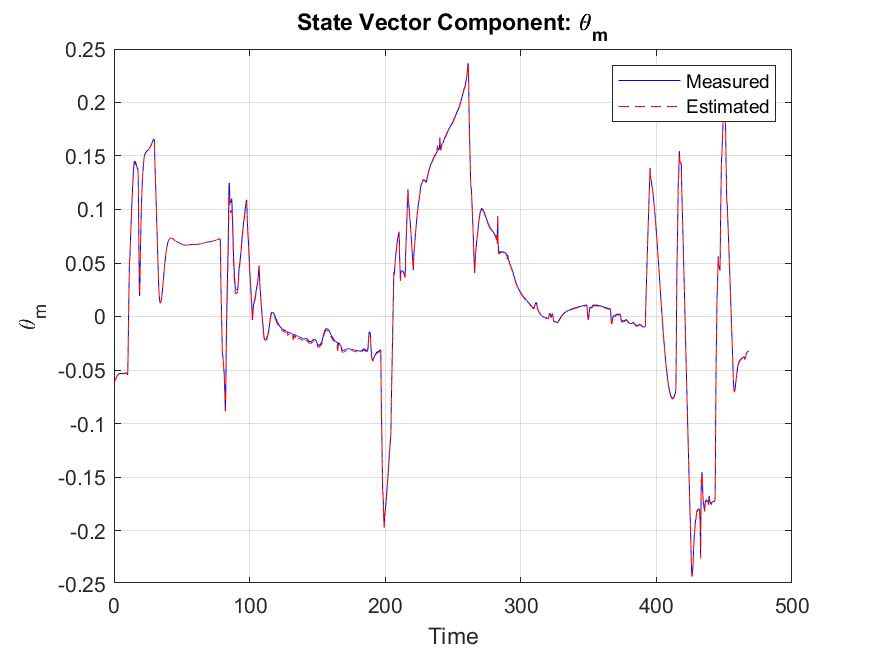 State Vector Component: θm
Measured
Estimated
0.25
0.2
0.15
0.1
0.05
0
-0.05
-0.1
-0.15
-0.2
-0.25
θm
0 100 200 300 400 500
Time